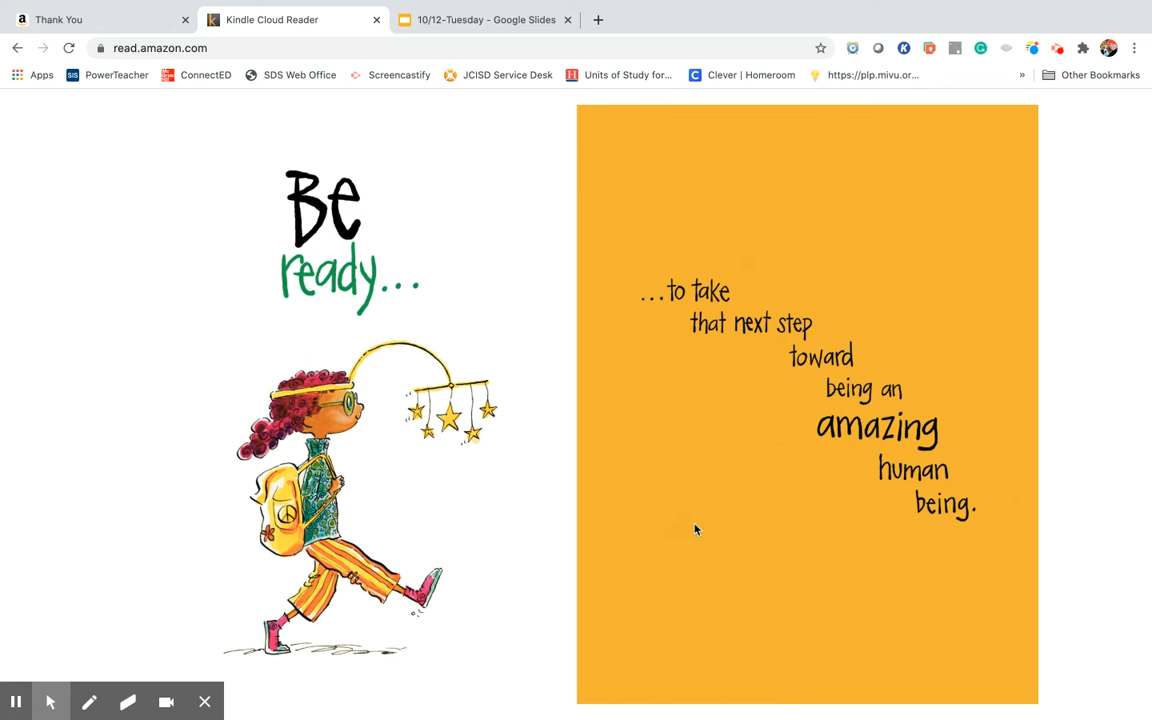 Thank You
Kindle Cloud Reader
10/12-Tuesday - Google Slides
read.amazon.com
Apps
SIS PowerTeacher
ConnectED
SDS Web Office
Screencastify
JCISD Service Desk
H Units of Study for...
C Clever | Homeroom
https://plp.mivu.or...
» Other Bookmarks
Be
ready...
...to take
that next step
toward
being an
amazing
human
being.